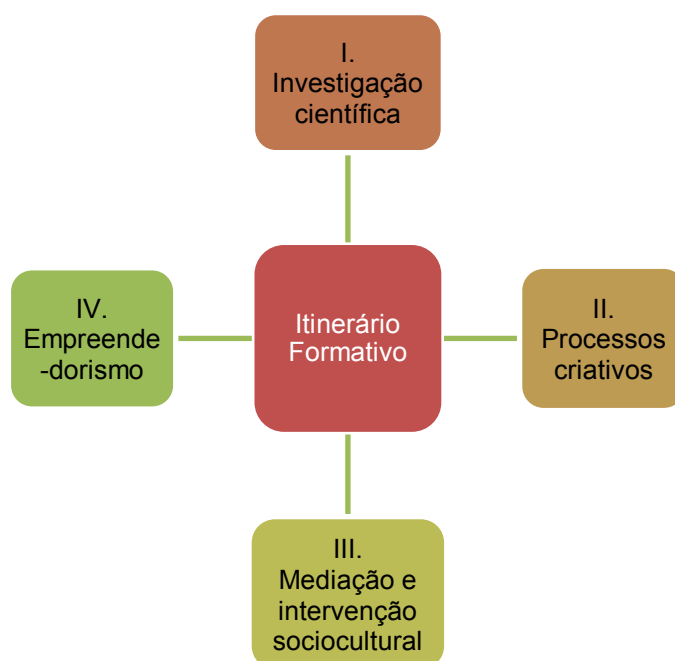 I.
Investigação
científica
IV.
Empreende
-dorismo
Itinerário
Formativo
II.
Processos
criativos
III.
Mediação e
intervenção
sociocultural